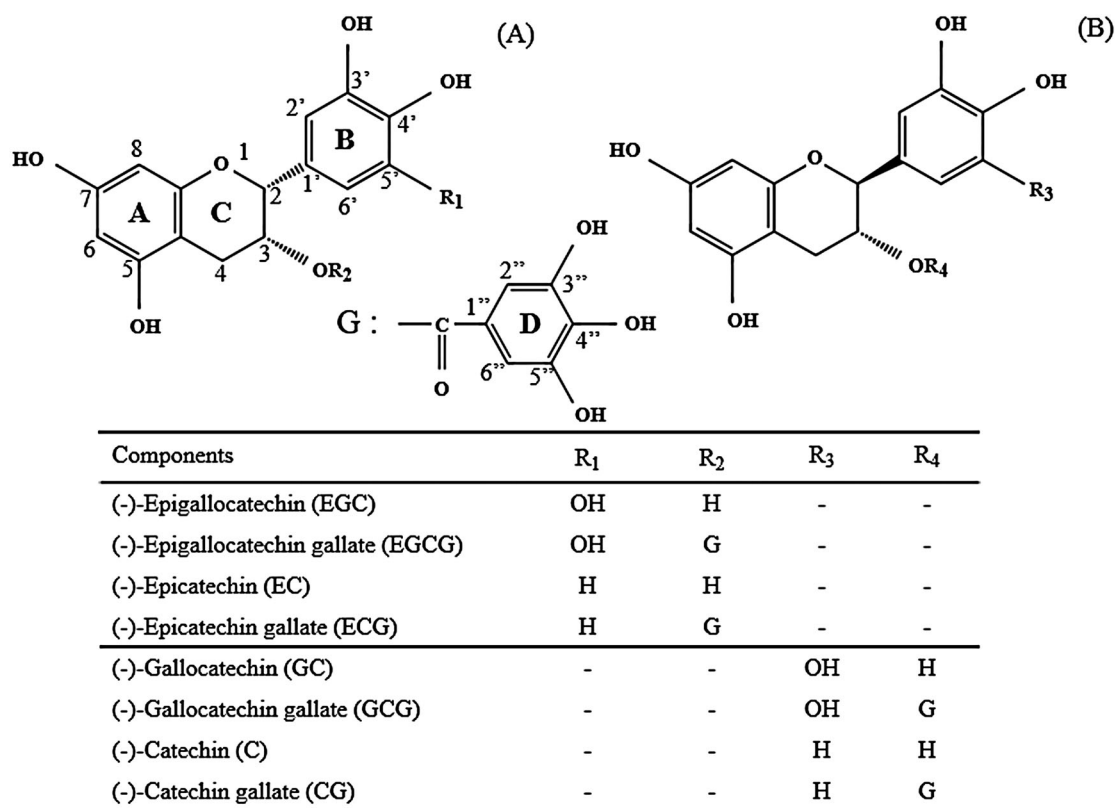 (A)
OH
OH
3’
2’
4’
B
HO
8
O
1
1’
5’
R₁
7
2
6’
A
C
6
3
5
4
OR₂
OH
(B)
OH
OH
HO
O
R₃
OR₄
OH
G :
C
O
OH
2”
3”
1”
D
OH
4”
6”
5”
OH
Components R₁ R₂ R₃ R₄
(-)-Epigallocatechin (EGC) OH H - -
(-)-Epigallocatechin gallate (EGCG) OH G - -
(-)-Epicatechin (EC) H H - -
(-)-Epicatechin gallate (ECG) H G - -
(-)-Gallocatechin (GC) - - OH H
(-)-Gallocatechin gallate (GCG) - - OH G
(-)-Catechin (C) - - H H
(-)-Catechin gallate (CG) - - H G